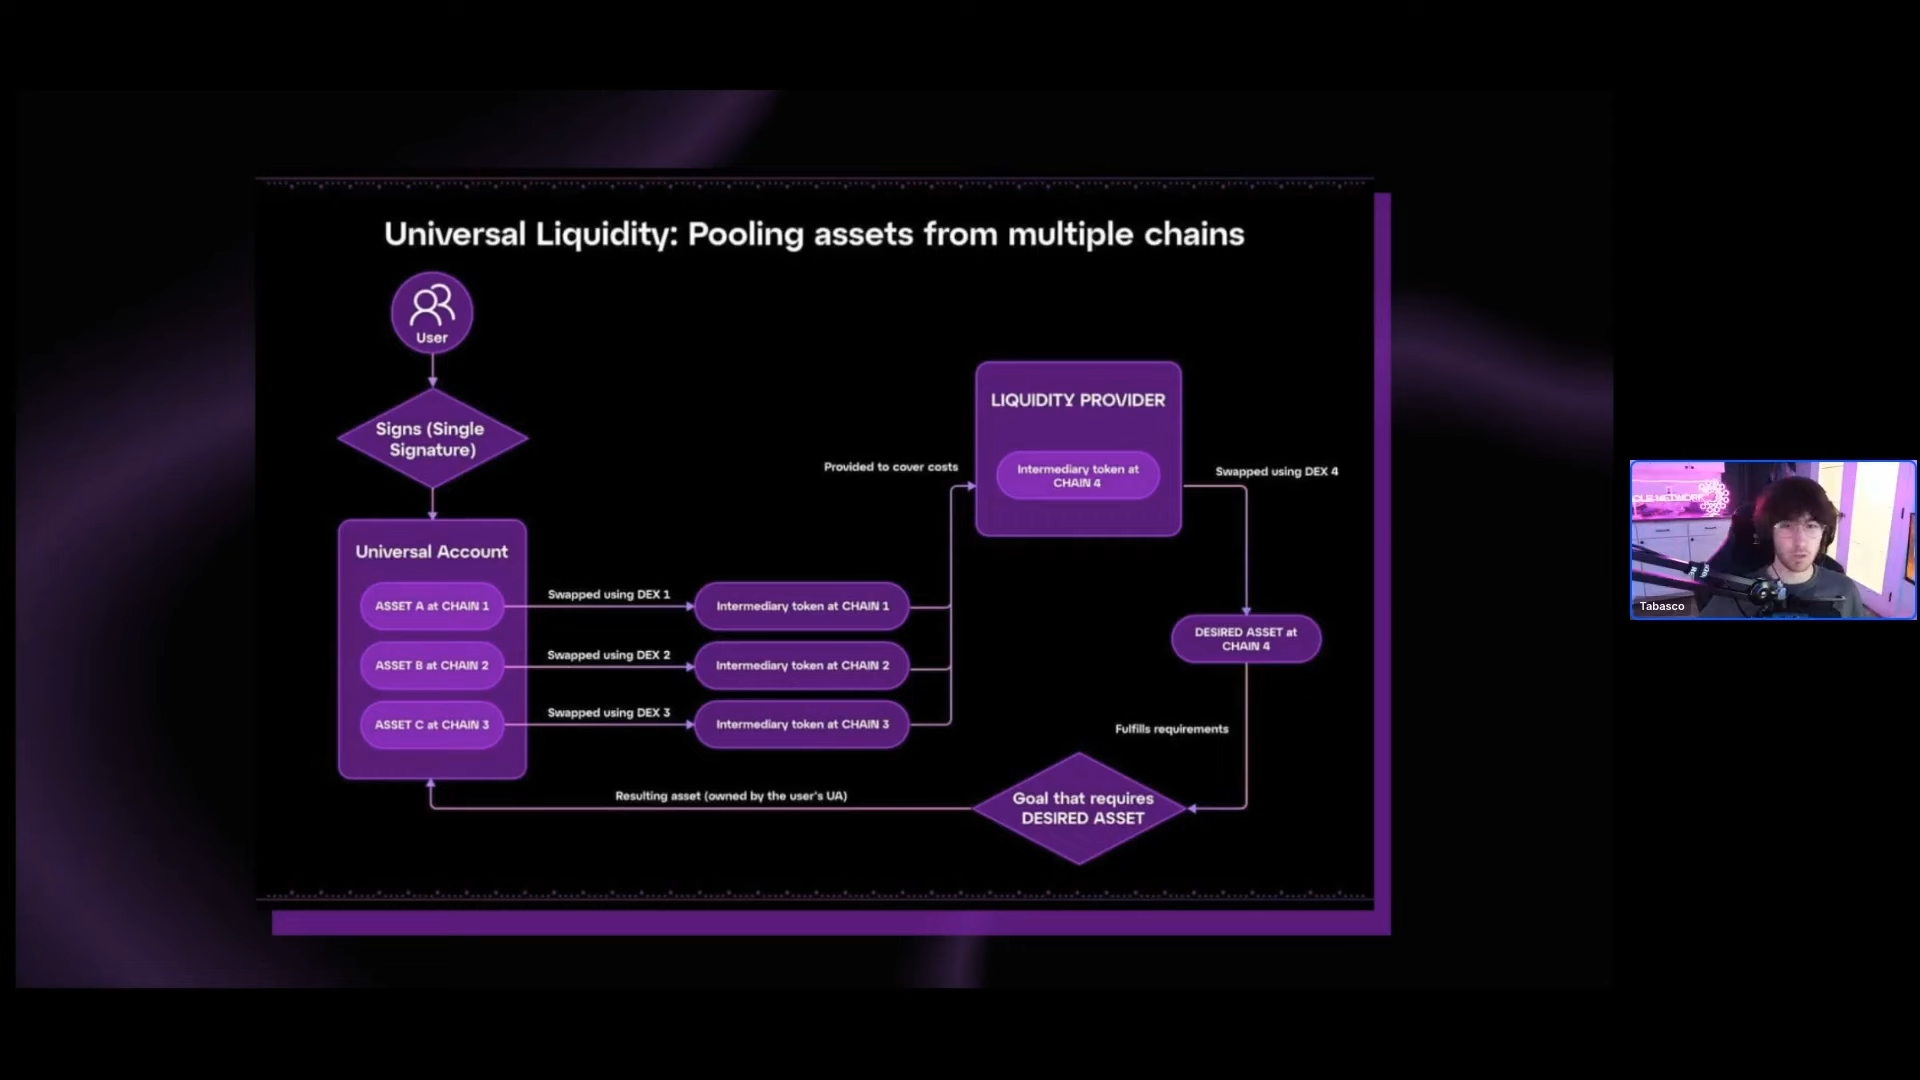 Universal Liquidity: Pooling assets from multiple chains
User
Signs (Single
Signature)
Universal Account
ASSET A at CHAIN 1
ASSET B at CHAIN 2
ASSET C at CHAIN 3
Swapped using DEX 1
Swapped using DEX 2
Swapped using DEX 3
Intermediary token at CHAIN 1
Intermediary token at CHAIN 2
Intermediary token at CHAIN 3
Provided to cover costs
LIQUIDITY PROVIDER
Intermediary token at
CHAIN 4
Swapped using DEX 4
DESIRED ASSET at
CHAIN 4
Fulfills requirements
Goal that requires
DESIRED ASSET
Resulting asset (owned by the user's UA)
Tabasco